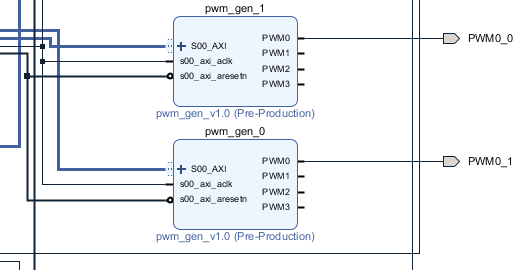 pwm_gen_1
S00_AXI
s00_axi_aclk
s00_axi_aresetn
PWM0
PWM1
PWM2
PWM3
PWM0_0
pwm_gen_v1.0 (Pre-Production)
pwm_gen_0
S00_AXI
s00_axi_aclk
s00_axi_aresetn
PWM0
PWM1
PWM2
PWM3
PWM0_1
pwm_gen_v1.0 (Pre-Production)